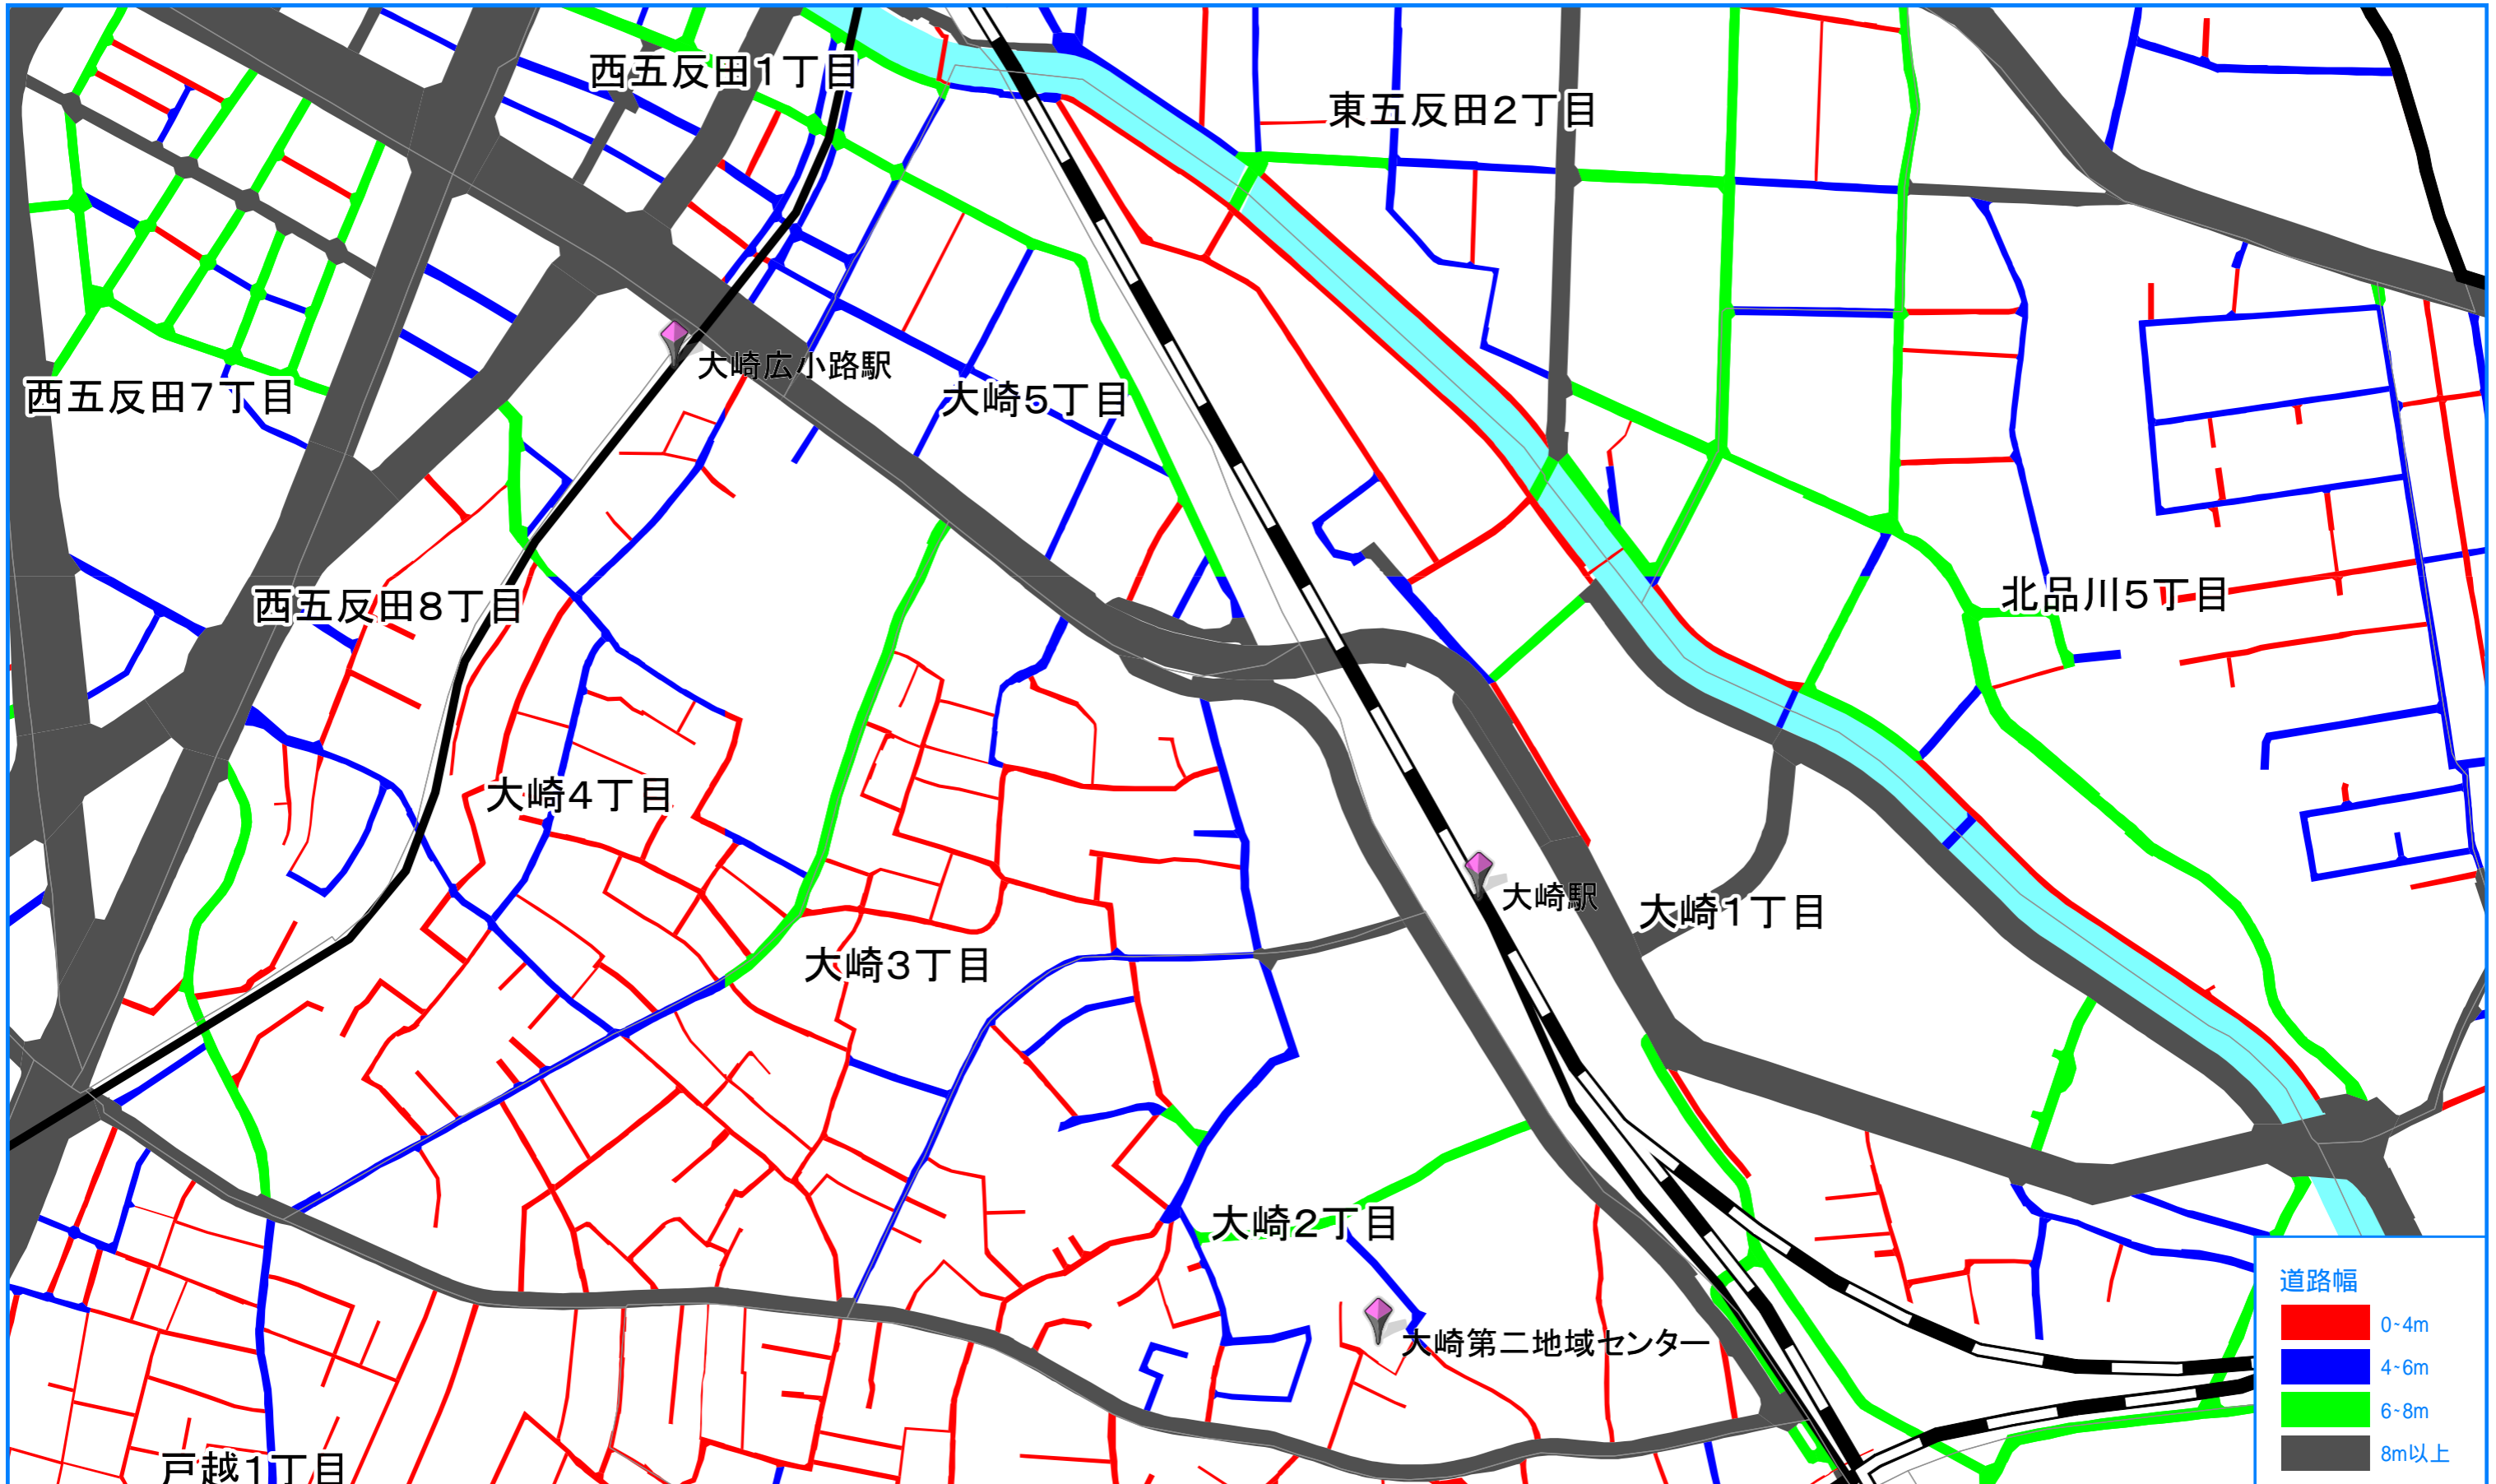 西五反田1丁目
東五反田2丁目
大崎広小路駅
西五反田7丁目
大崎5丁目
西五反田8丁目
北品川5丁目
大崎4丁目
大崎駅
大崎1丁目
大崎3丁目
大崎2丁目
大崎第二地域センター
戸越1丁目
道路幅
0~4m
4~6m
6~8m
8m以上